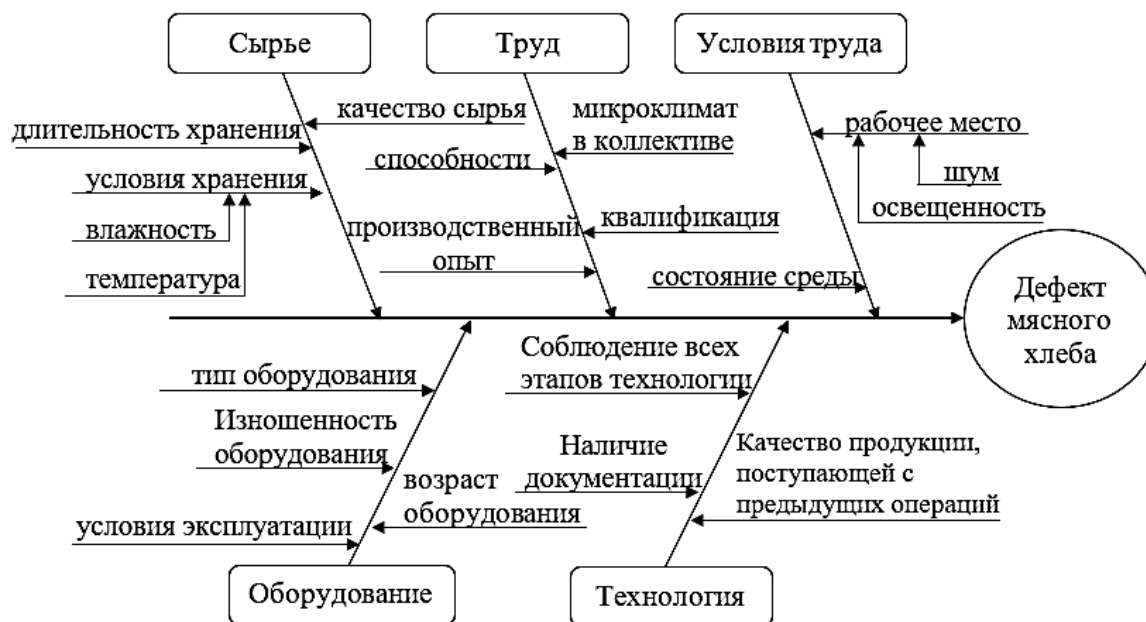 Сырье
Труд
Условия труда
качество сырья
длительность хранения
условия хранения
влажность
температура
микроклимат
в коллективе
способности
производственный
опыт
квалификация
рабочее место
шум
освещенность
состояние среды
Дефект
мясного
хлеба
тип оборудования
Изношенность
оборудования
возраст
оборудования
условия эксплуатации
Соблюдение всех
этапов технологии
Наличие
документации
Качество продукции,
поступающей с
предыдущих операций
Оборудование
Технология